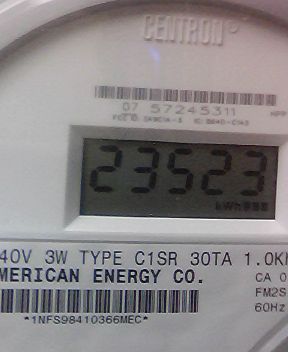 CENTRON®
07 57245311
23523
kWh
40V 3W TYPE C1SR 30TA 1.0K
MERICAN ENERGY CO.
CA 0
FM2S
60Hz
*1NFS98410366MEC*